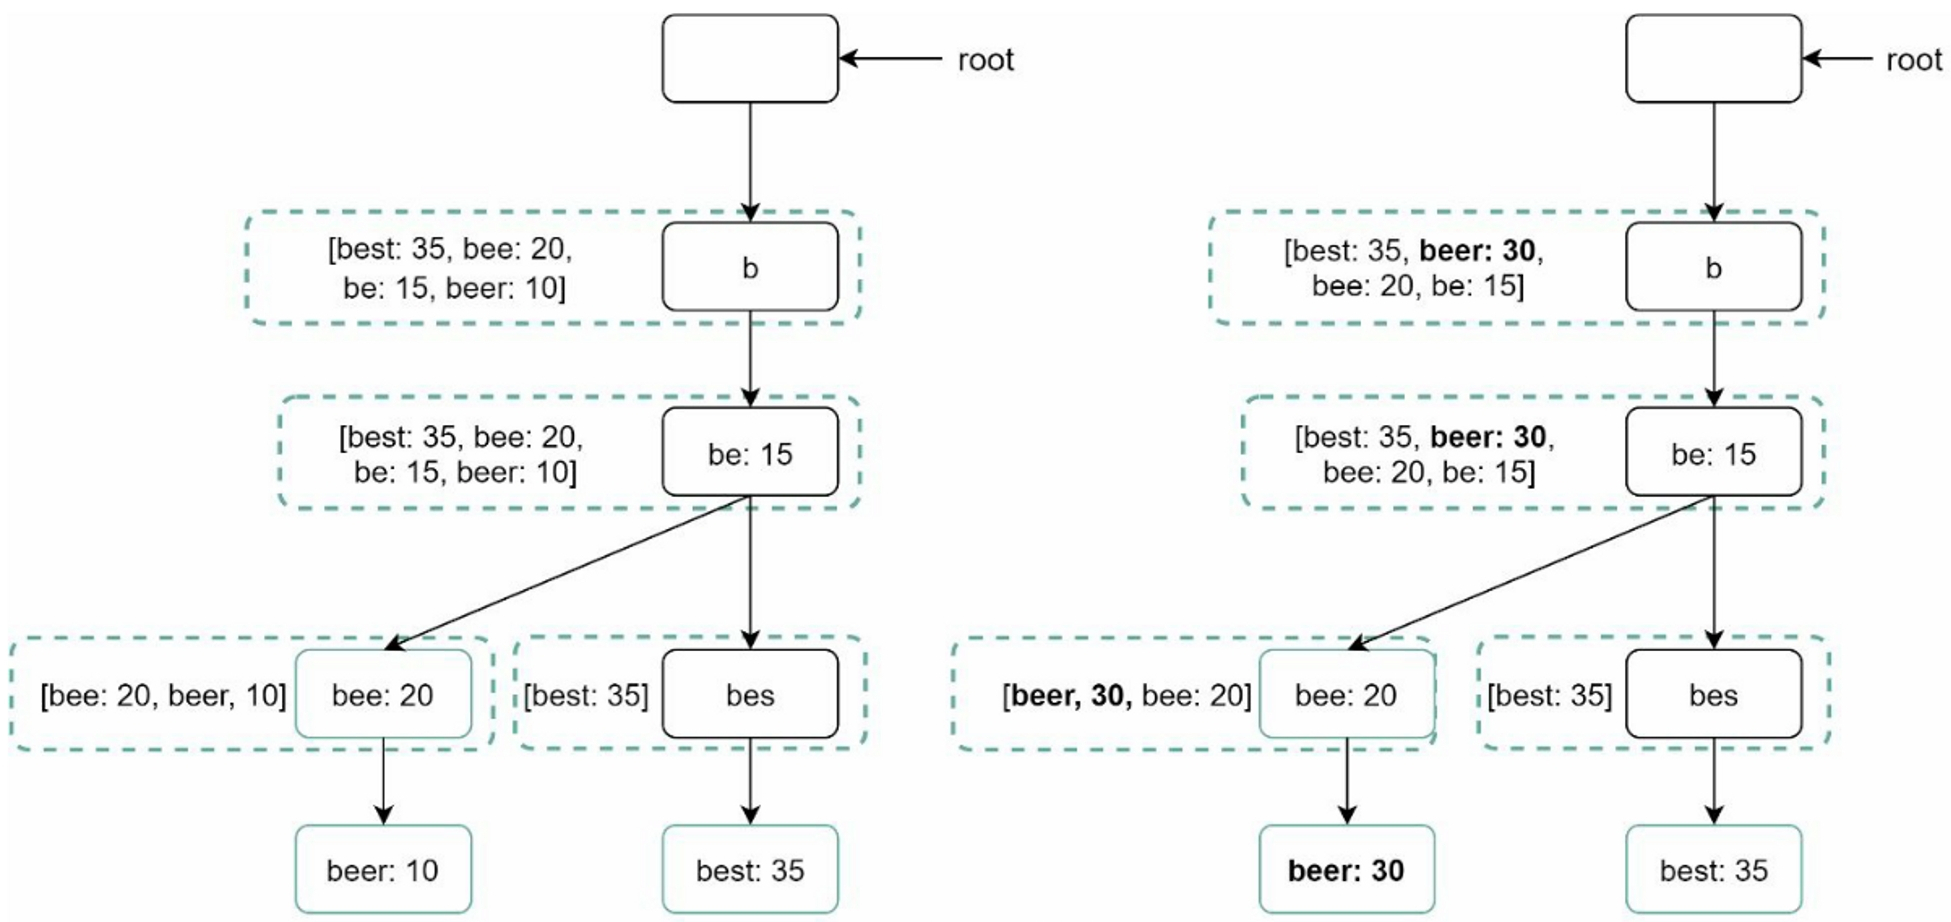 root
[best: 35, bee: 20,
be: 15, beer: 10]
b
[best: 35, bee: 20,
be: 15, beer: 10]
be: 15
[bee: 20, beer, 10]
bee: 20
[best: 35]
bes
beer: 10
best: 35
root
[best: 35, beer: 30,
bee: 20, be: 15]
b
[best: 35, beer: 30,
bee: 20, be: 15]
be: 15
[beer, 30, bee: 20]
bee: 20
[best: 35]
bes
beer: 30
best: 35